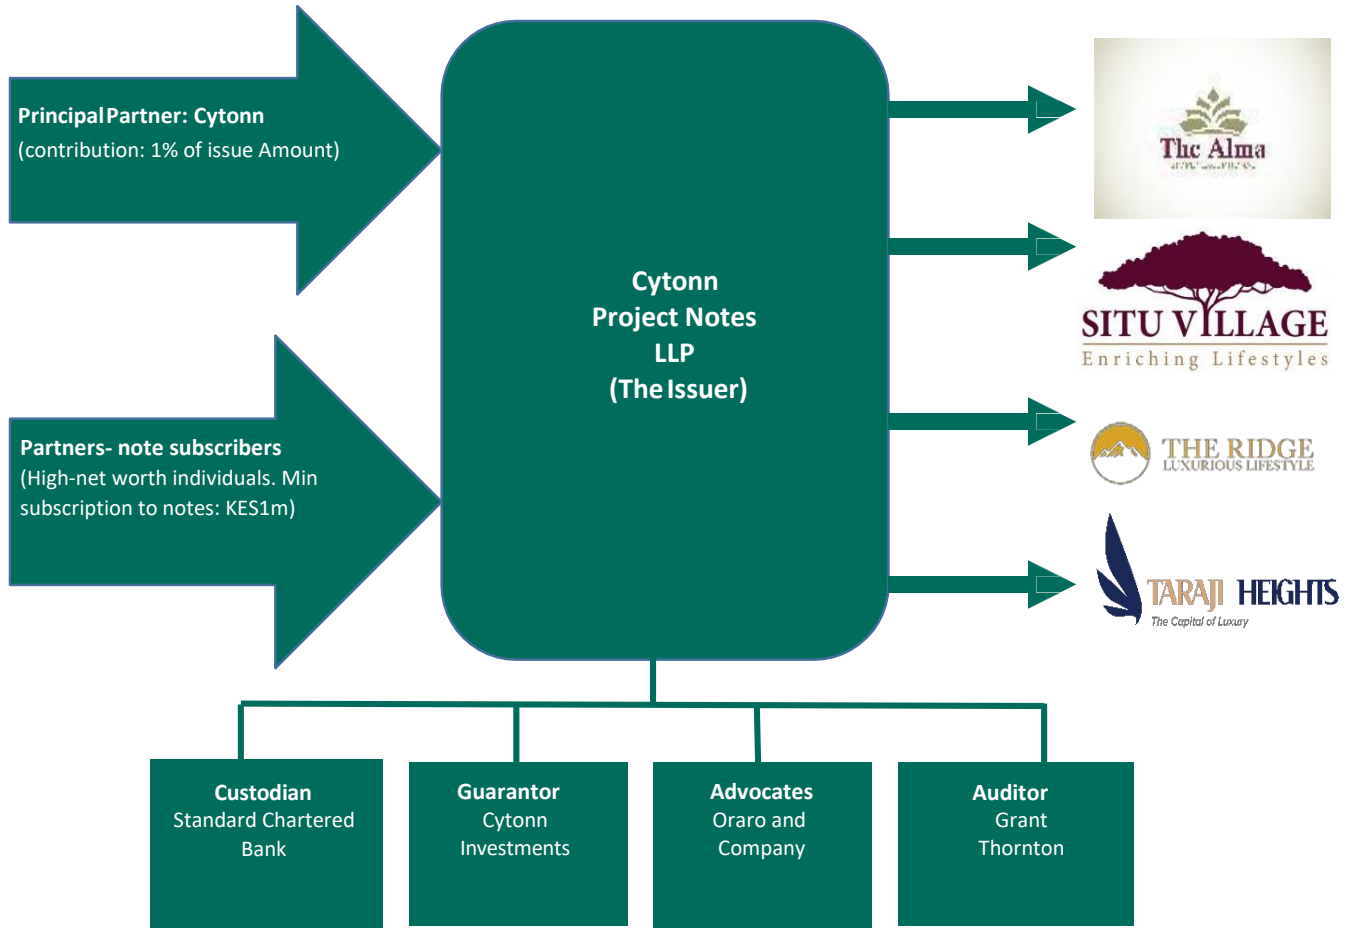 Principal Partner: Cytonn
(contribution: 1% of issue Amount)
Partners- note subscribers
(High-net worth individuals. Min
subscription to notes: KES1m)
Cytonn
Project Notes
LLP
(The Issuer)
The Alma
SITU VILLAGE
Enriching Lifestyles
THE RIDGE
LUXURIOUS LIFESTYLE
TARAJI HEIGHTS
The Capital of Luxury
Custodian
Standard Chartered
Bank
Guarantor
Cytonn
Investments
Advocates
Oraro and
Company
Auditor
Grant
Thornton